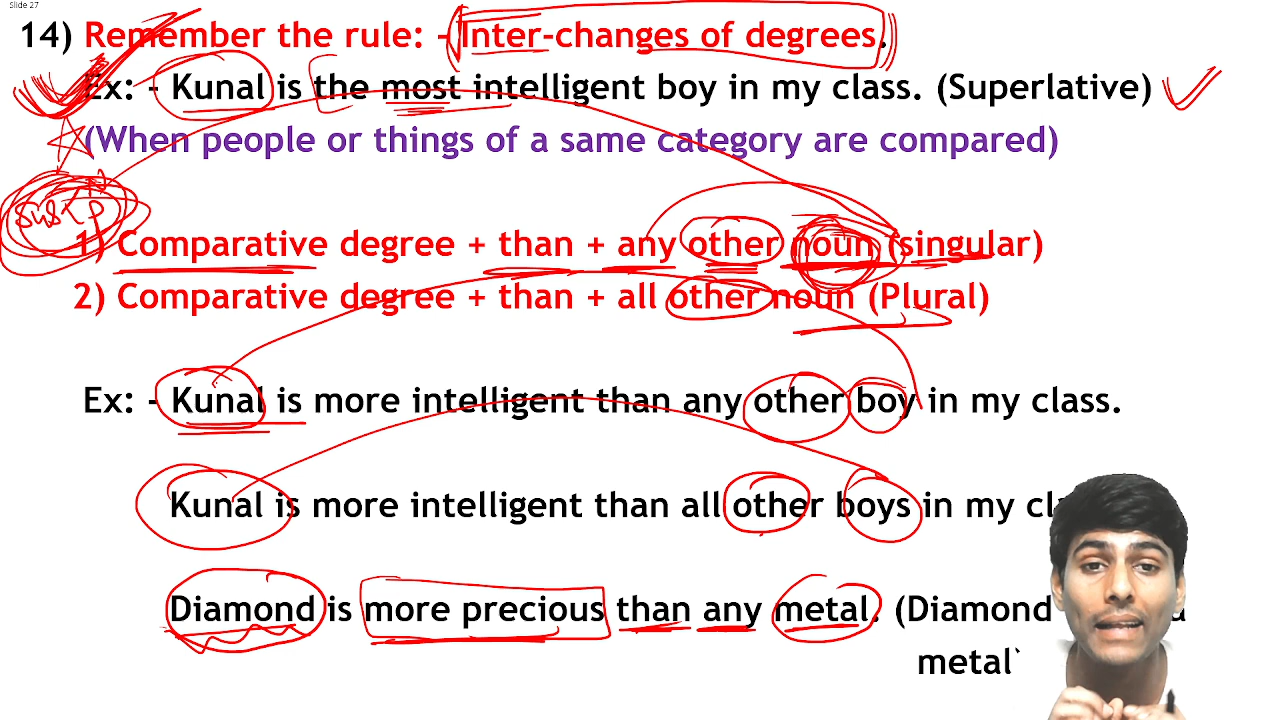 Slide 27
14) Remember the rule: - Inter-changes of degrees.
Ex: - Kunal is the most intelligent boy in my class. (Superlative)
(When people or things of a same category are compared)
1) Comparative degree + than + any other noun (singular)
2) Comparative degree + than + all other noun (Plural)
Ex: - Kunal is more intelligent than any other boy in my class.
Kunal is more intelligent than all other boys in my
Diamond is more precious than any metal. (Diamond
metal